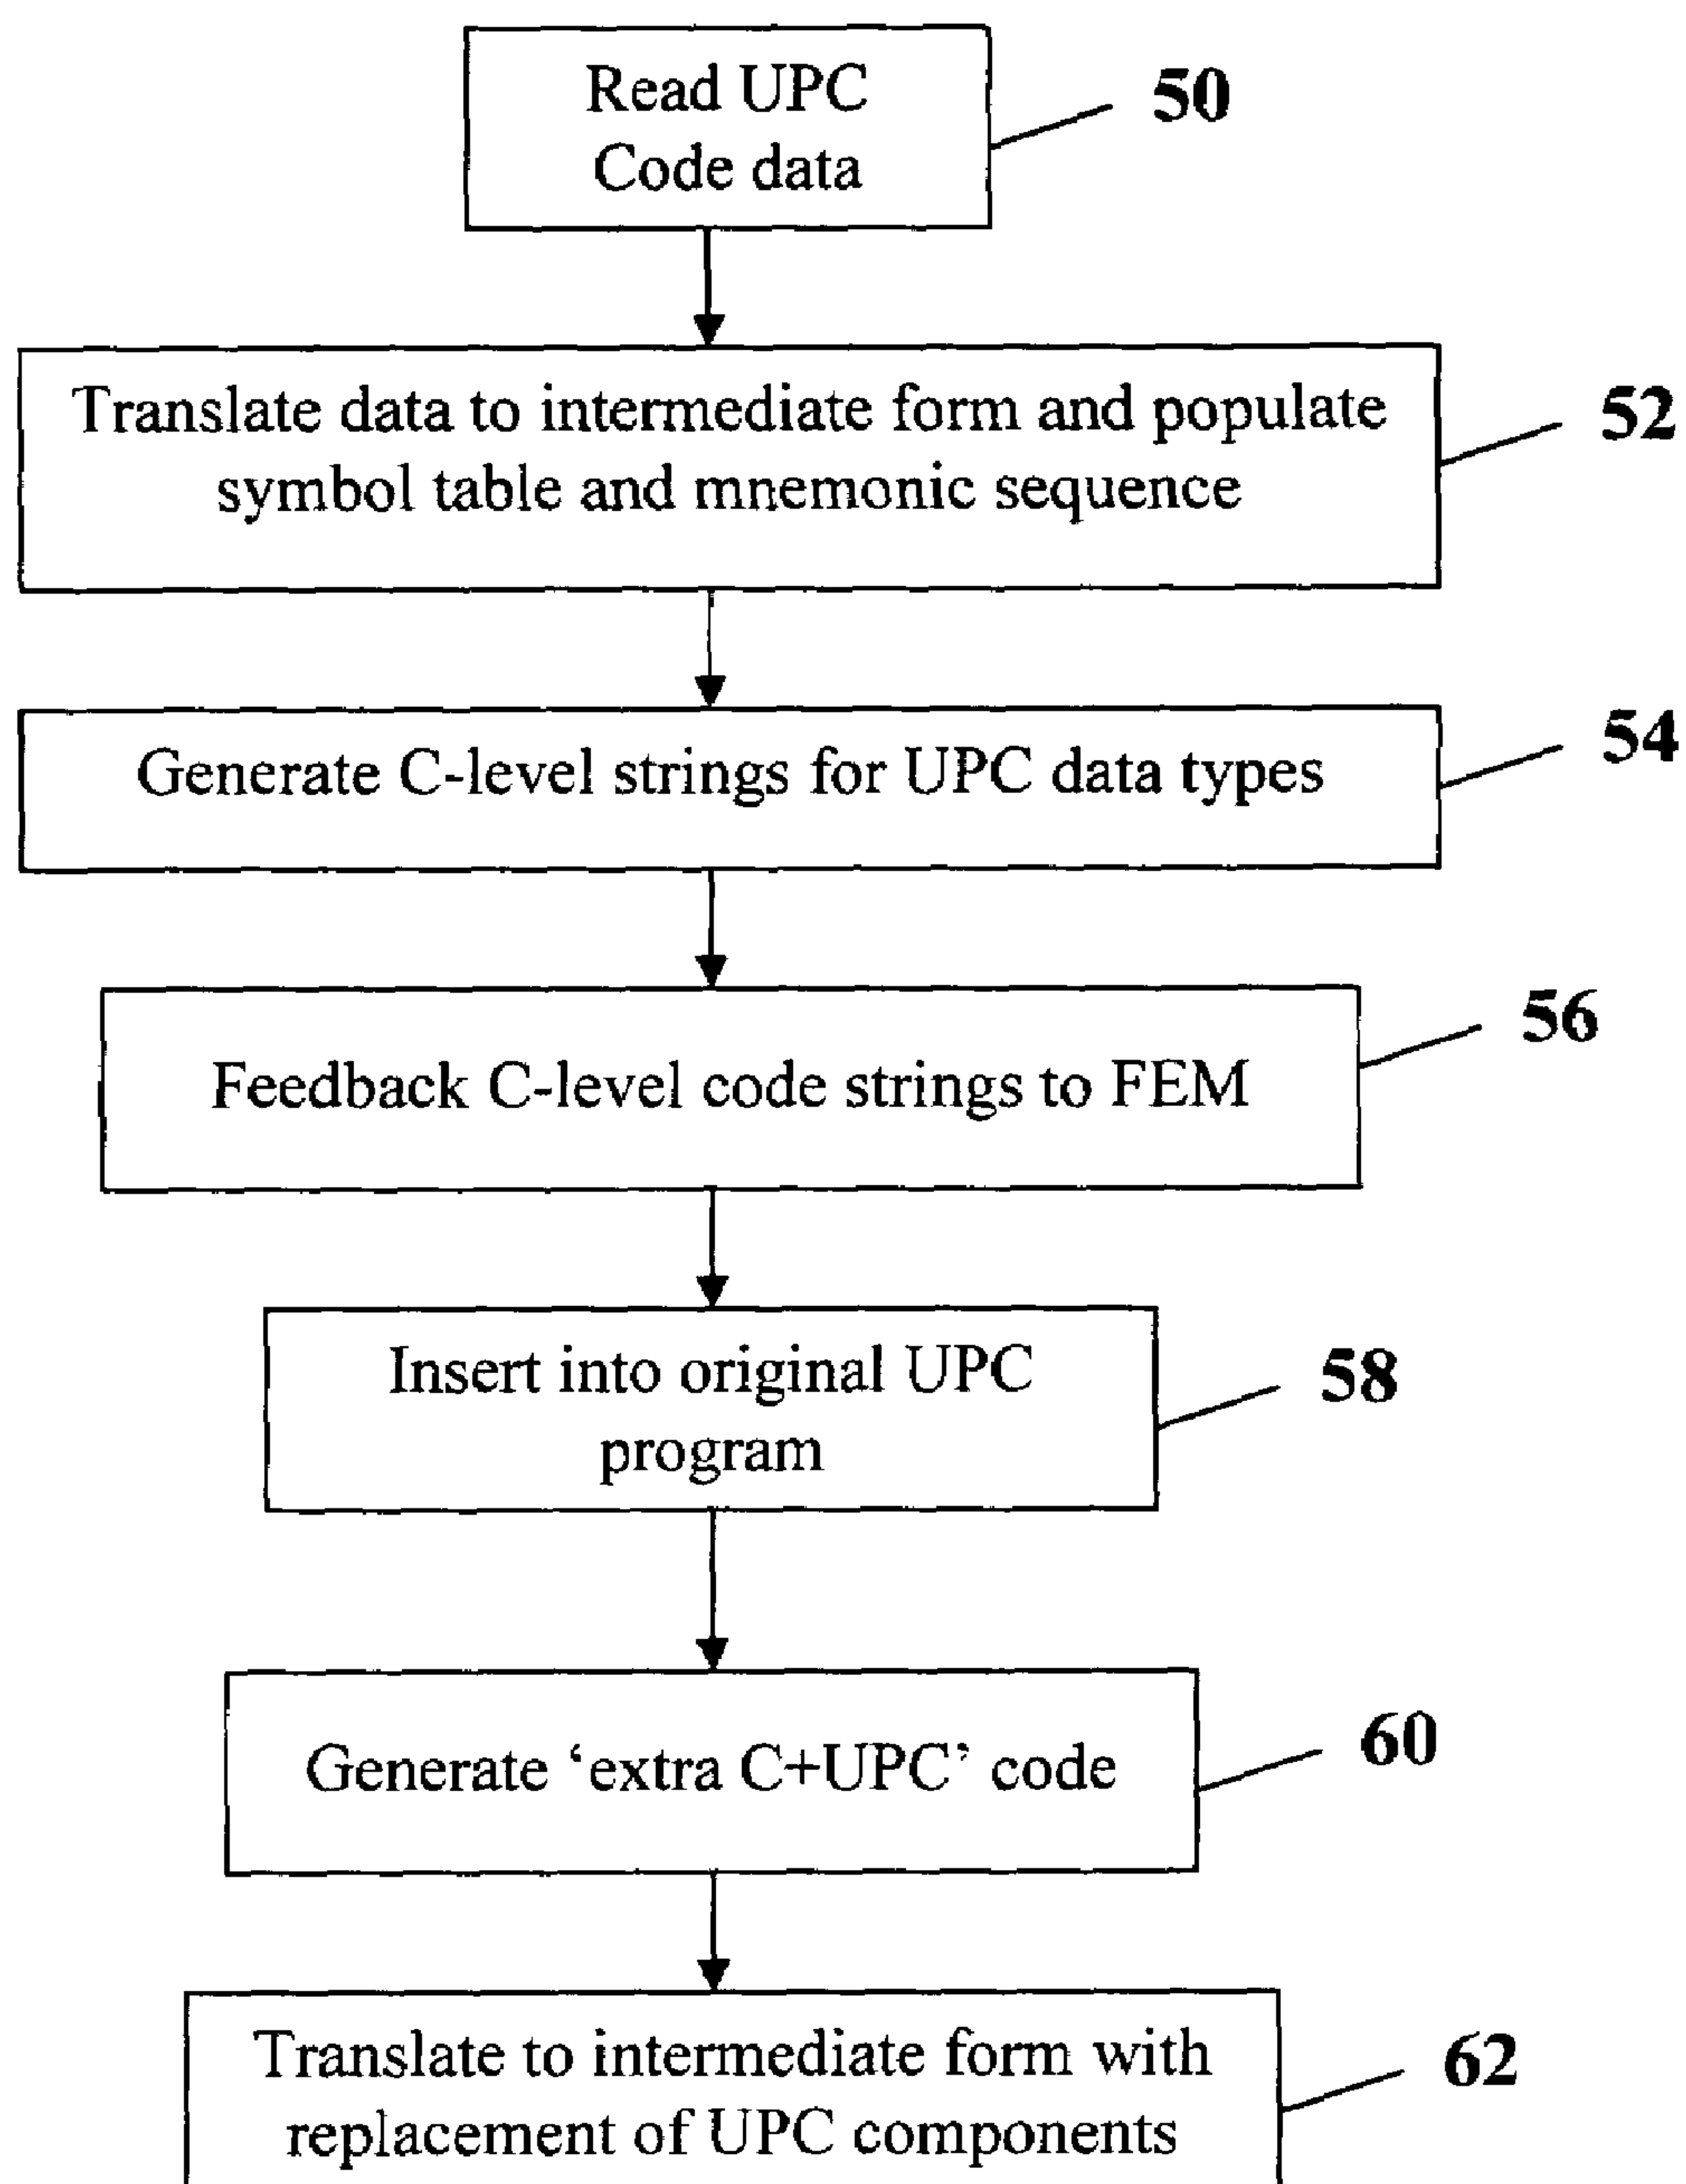 Read UPC
Code data
50
Translate data to intermediate form and populate
symbol table and mnemonic sequence
52
Generate C-level strings for UPC data types
54
Feedback C-level code strings to FEM
56
Insert into original UPC
program
58
Generate ‘extra C+UPC’ code
60
Translate to intermediate form with
replacement of UPC components
62